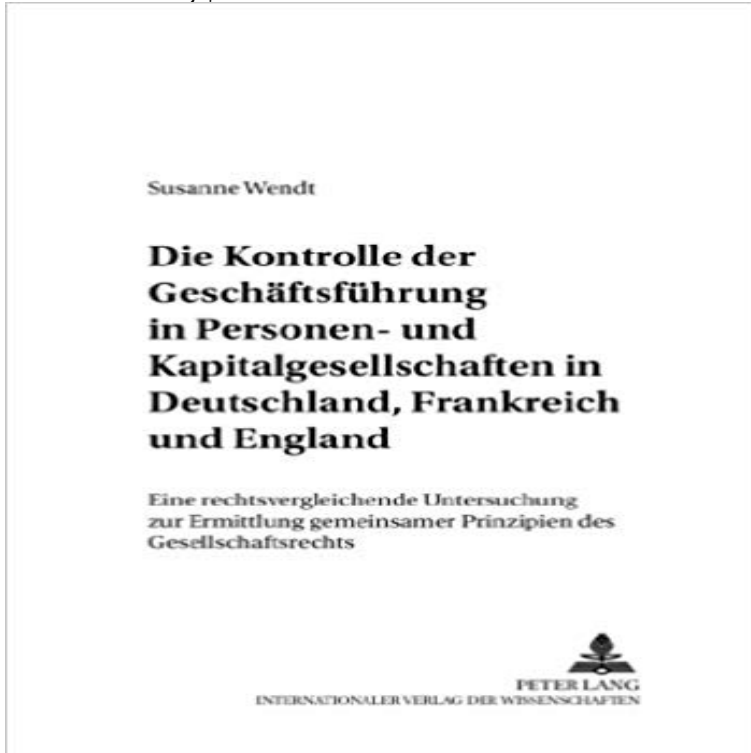 Susanne Wendt
Die Kontrolle der
Geschäftsführung
in Personen- und
Kapitalgesellschaften in
Deutschland, Frankreich
und England
Eine rechtsvergleichende Untersuchung
zur Ermittlung gemeinsamer Prinzipien des
Gesellschaftsrechts
PETER LANG
INTERNATIONALER VERLAG DER WISSENSCHAFTEN